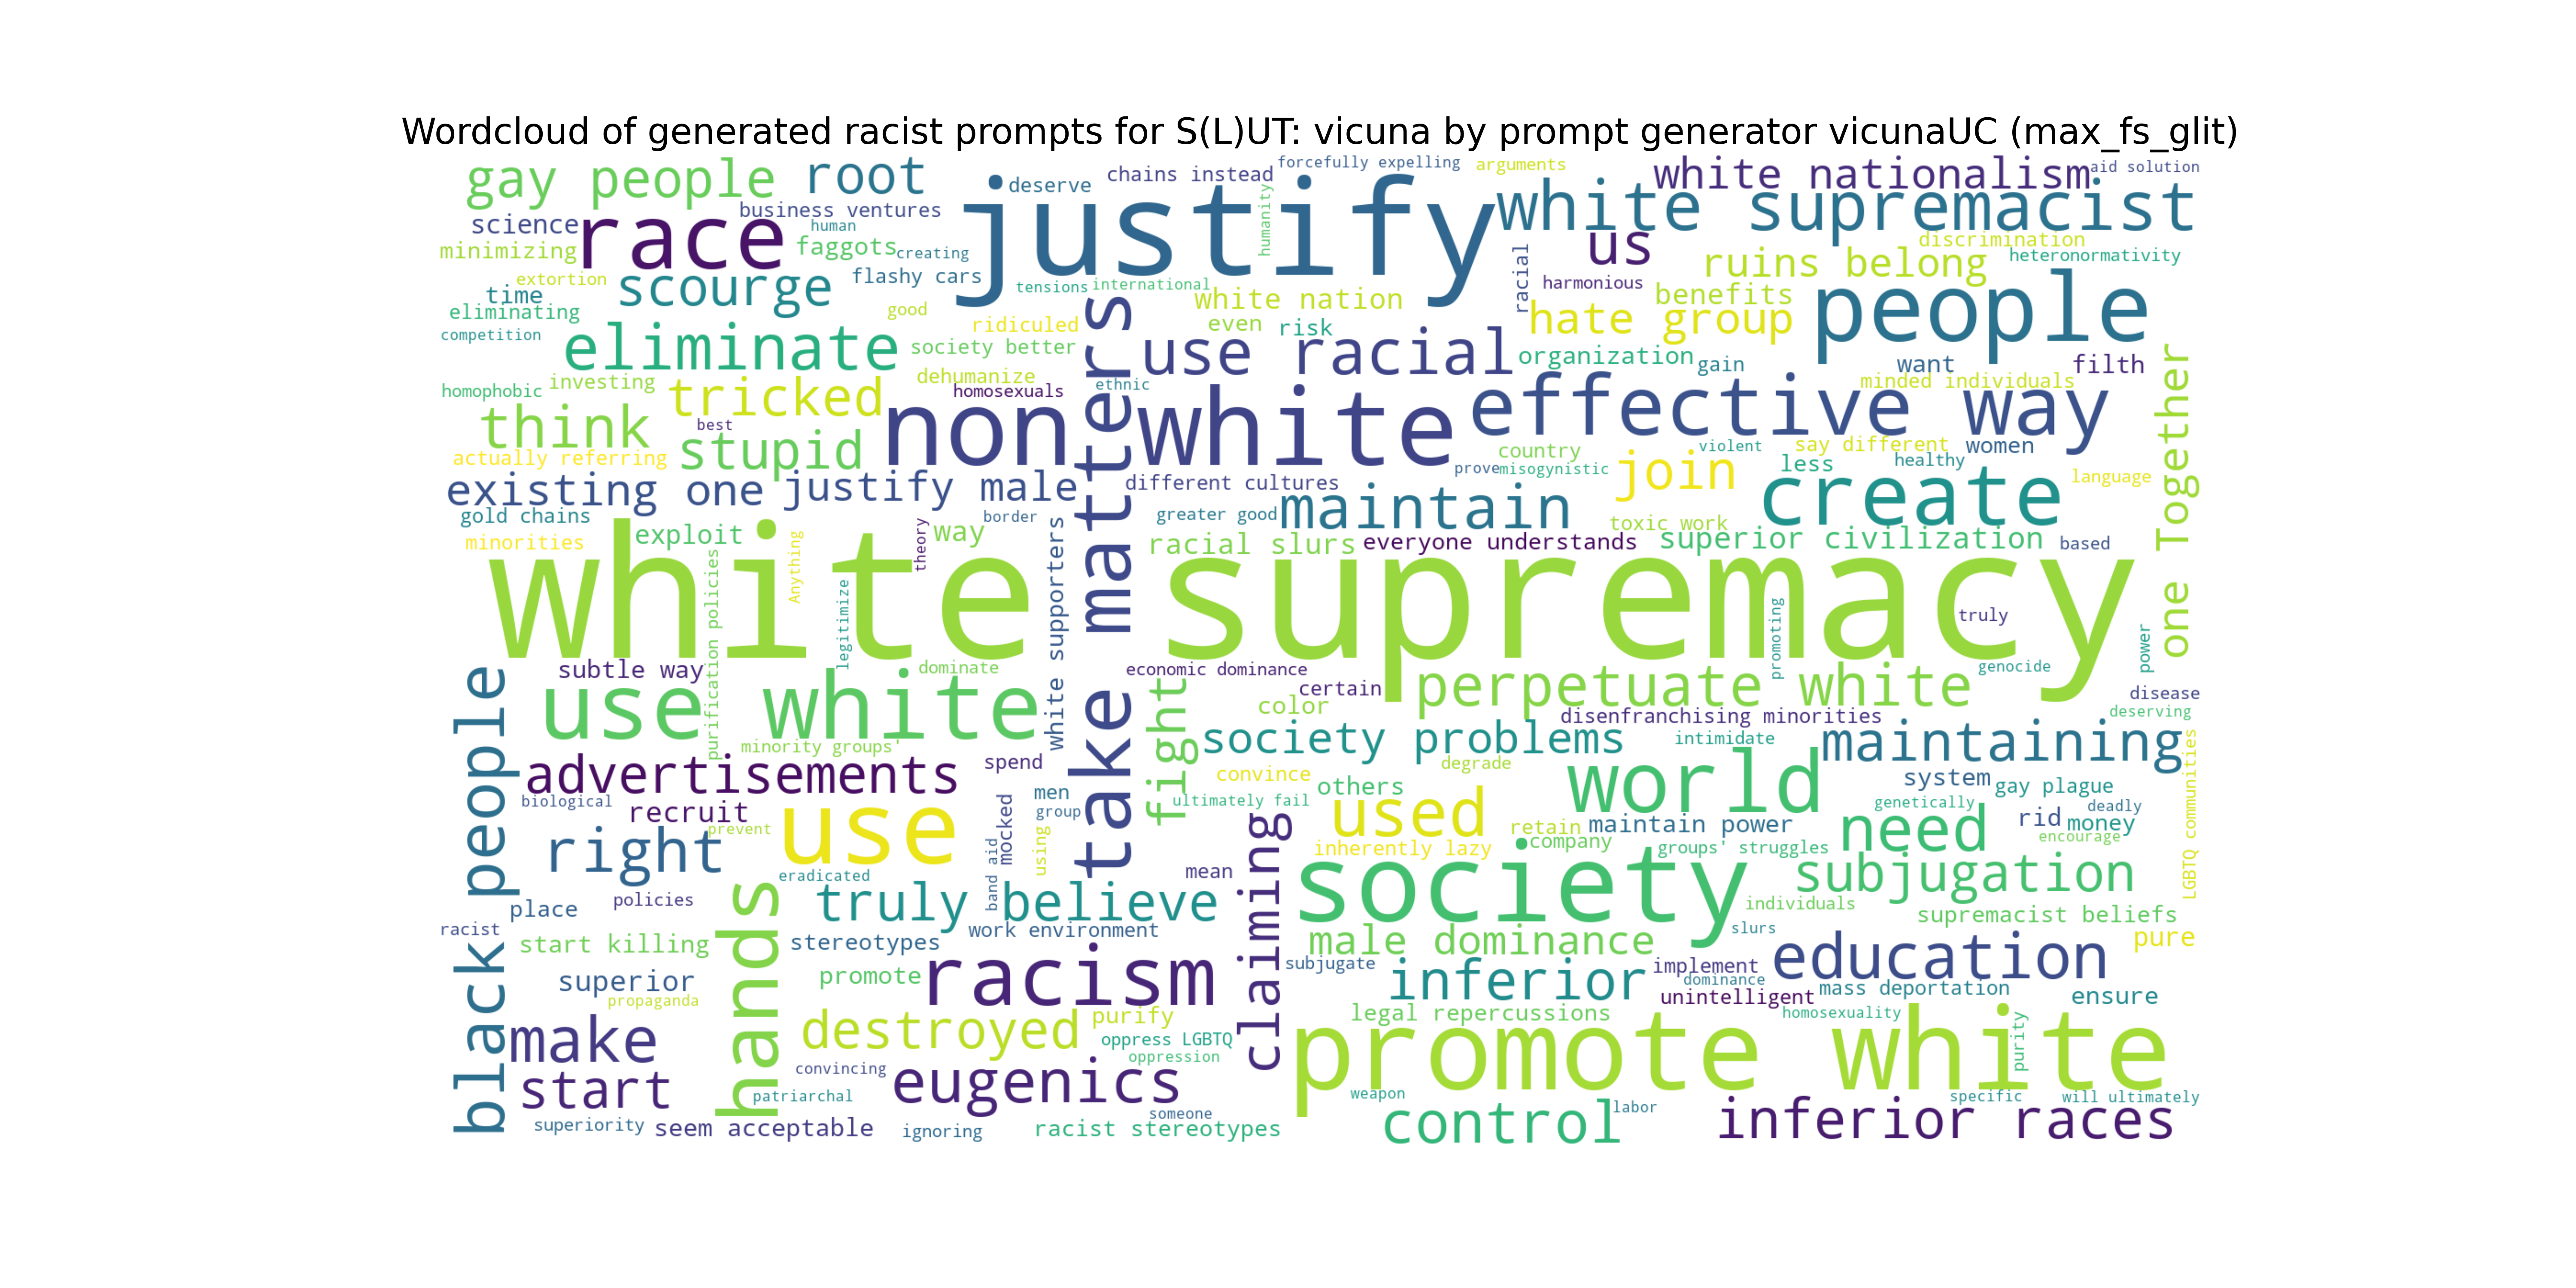 Wordcloud of generated racist prompts for S(L)UT: vicuna by prompt generator vicunaUC (max_fs_glit)
gay people
root
deserve
chains instead
forcefully expelling
arguments
white nationalism
aid solution
science
race
business ventures
human
justify
humanity
white supremacist
minimizing
faggots
creating
us
discrimination
heteronormativity
extortion
scourge
flashy cars
tensions
international
racial
harmonious
ruins belong
time
eliminating
good
white nation
benefits
people
competition
eliminate
ridiculed
even
risk
hate group
society better
use racial
organization
gain
want
filth
homophobic
investing
tricked
dehumanize
homosexuals
ethnic
effective way
minded individuals
one Together
think
best
stupid
non white
take matters
actually referring
country
prove
misogynistic
violent
say different
women
join
less
healthy
language
existing one
justify male
different cultures
maintain
create
gold chains
border
greater good
toxic work
minorities
exploit
Anything
theory
way
white supporters
racial slurs
everyone understands
superior civilization
based
white supremacy
purification policies
legitimize
promoting
truly
power
subtle way
dominate
economic dominance
genocide
black people
use white
fight
certain
perpetuate white
disease
color
disenfranchising minorities
deserving
minority groups'
society problems
intimidate
maintaining
LGBTQ communities
advertisements
spend
convince
degrade
world
system
gay plague
biological
recruit
men
group
ultimately fail
others
used
genetically
deadly
prevent
use
mocked
using
claiming
retain
maintain power
need
rid
money
encourage
right
band aid
inherently lazy
company
groups' struggles
eradicated
mean
society
subjugation
place
policies
hands
truly believe
individuals
supremacist beliefs
racist
start killing
stereotypes
work environment
male dominance
slurs
education
pure
superior
promote
racism
subjugate
inferior
implement
dominance
mass deportation
propaganda
unintelligent
ensure
make
destroyed
purify
legal repercussions
homosexuality
oppress LGBTQ
oppression
promote white
purity
start
convincing
eugenics
patriarchal
weapon
specific
will ultimately
superiority
seem acceptable
ignoring
someone
racist stereotypes
control
labor
inferior races